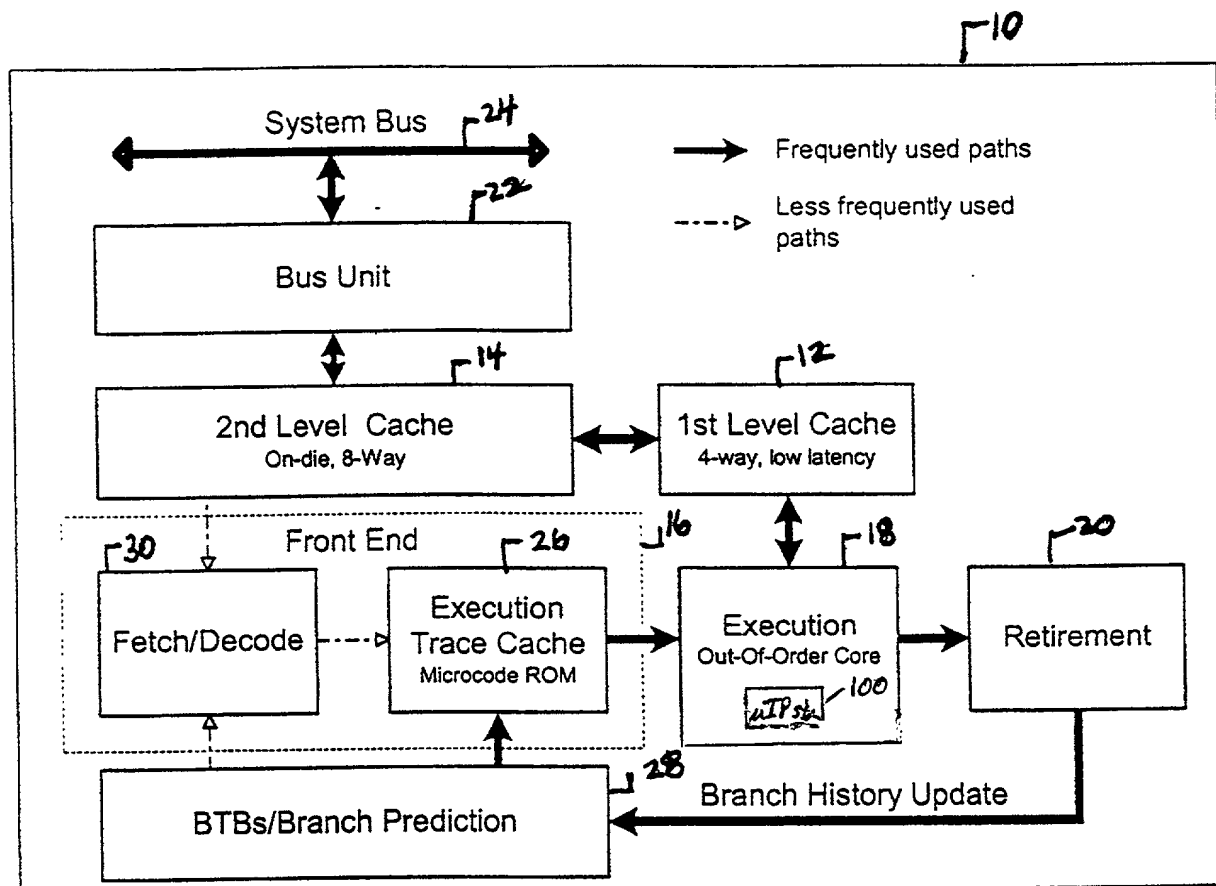 10
System Bus
24
Frequently used paths
22
Less frequently used
paths
Bus Unit
14
12
2nd Level Cache
On-die, 8-Way
1st Level Cache
4-way, low latency
30
Front End
26
16
18
20
Fetch/Decode
Execution
Trace Cache
Microcode ROM
Execution
Out-Of-Order Core
100
Retirement
28
BTBs/Branch Prediction
Branch History Update